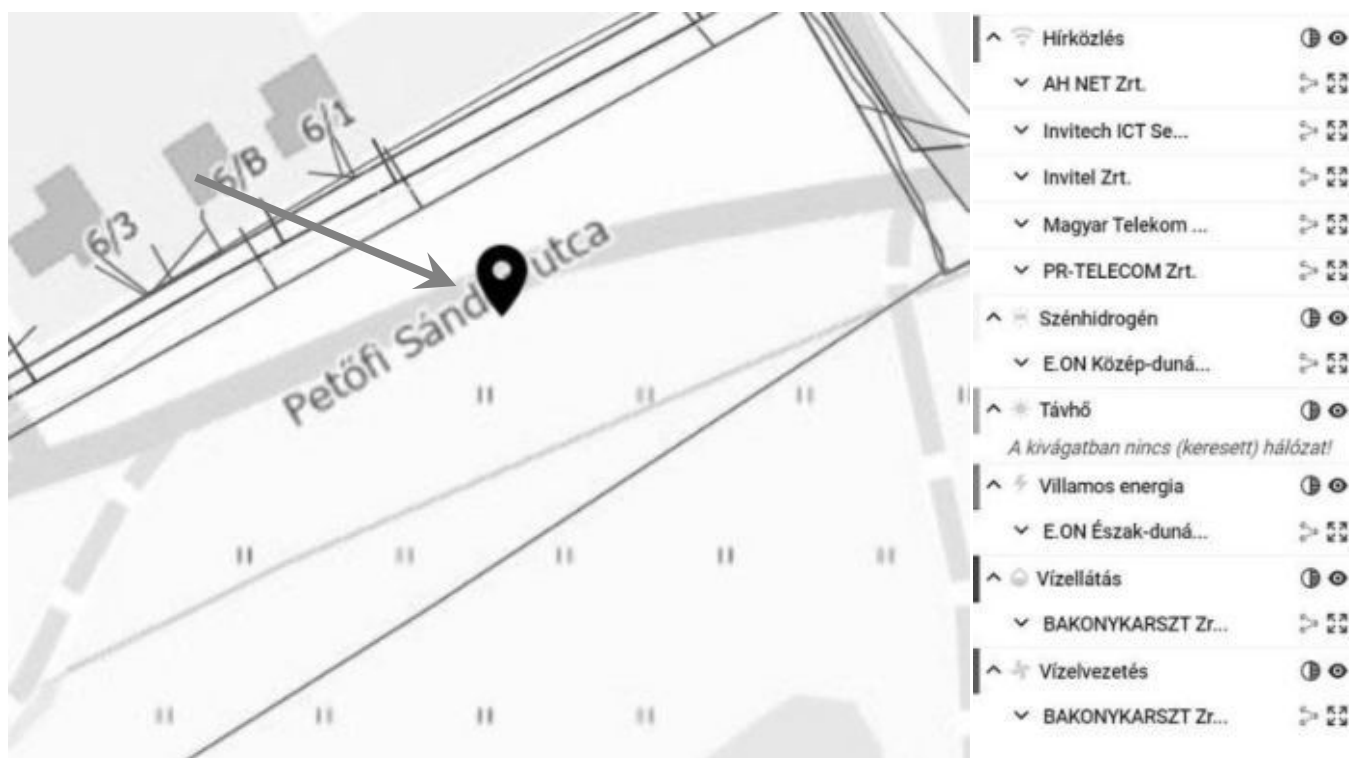 6/1
6/B
6/3
Petőfi Sánd utca
Hírközlés
AH NET Zrt.
Invitech ICT Se...
Invitel Zrt.
Magyar Telekom ...
PR-TELECOM Zrt.
Szénhidrogén
E.ON Közép-duná...
Távhő
A kivágatban nincs (keresett) hálózat!
Villamos energia
E.ON Észak-duná...
Vízellátás
BAKONYKARSZT Zr...
Vízelvezetés
BAKONYKARSZT Zr...